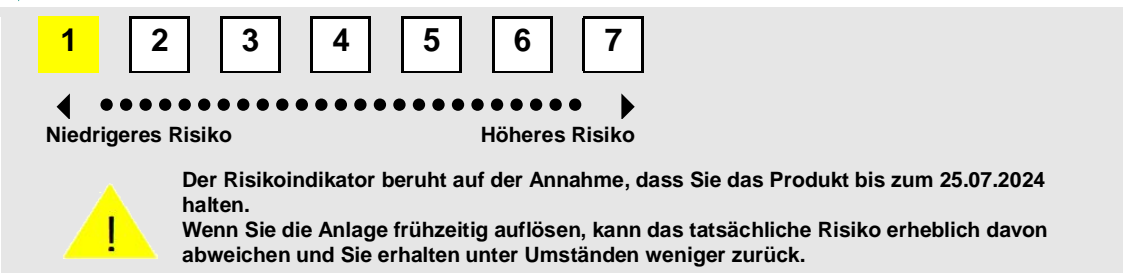 1 2 3 4 5 6 7
Niedrigeres Risiko Höheres Risiko
Der Risikoindikator beruht auf der Annahme, dass Sie das Produkt bis zum 25.07.2024
halten.
! Wenn Sie die Anlage frühzeitig auflösen, kann das tatsächliche Risiko erheblich davon
abweichen und Sie erhalten unter Umständen weniger zurück.